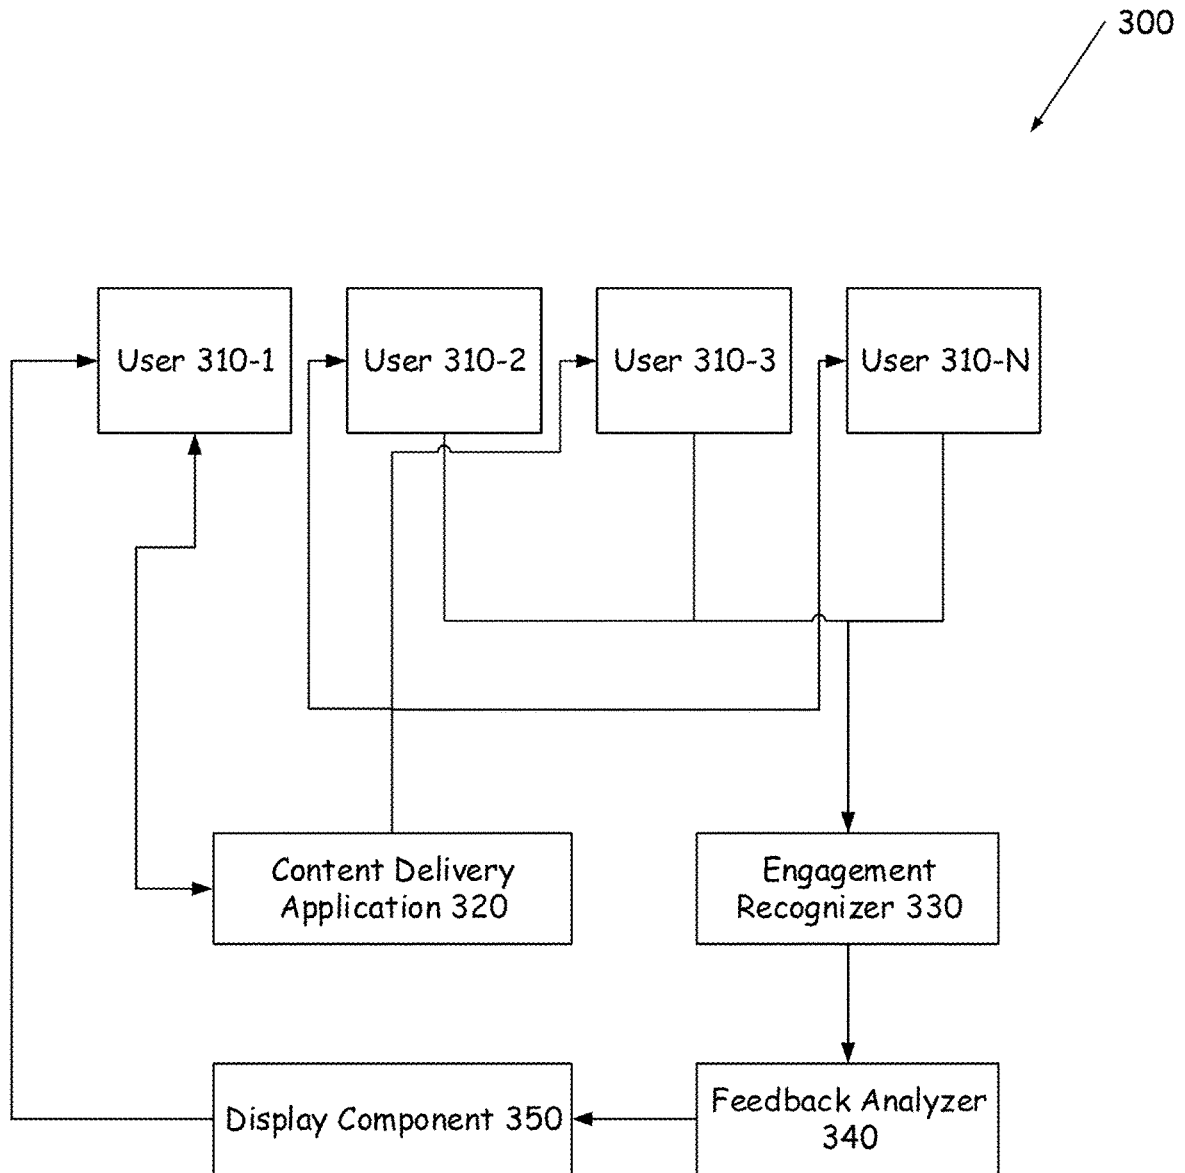 300
User 310-1
User 310-2
User 310-3
User 310-N
Content Delivery
Application 320
Engagement
Recognizer 330
Display Component 350
Feedback Analyzer
340